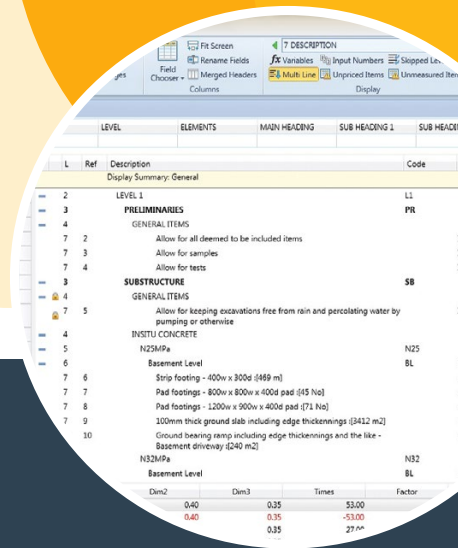 Fit Screen
7 DESCRIPTION
Field Chooser
Rename Fields
fx Variables
Input Numbers
Skipped
Merged Headers
Multi Line
Unpriced Items
Unmeasured
Columns
Display
LEVEL ELEMENTS MAIN HEADING SUB HEADING 1 SUB
L Ref Description Code
Display Summary: General
2 LEVEL 1 L1
3 PRELIMINARIES PR
4 GENERAL ITEMS
7 2 Allow for all deemed to be included items
7 3 Allow for samples
7 4 Allow for tests
3 SUBSTRUCTURE SB
4 GENERAL ITEMS
7 5 Allow for keeping excavations free from rain and percolating water by
pumping or otherwise
4 INSITU CONCRETE
5 N25MPa N25
6 Basement Level BL
7 6 Strip footing - 400w x 300d :[469 m]
7 7 Pad footings - 800w x 800w x 400d pad :[45 No]
7 8 Pad footings - 1200w x 900w x 400d pad :[71 No]
7 9 100mm thick ground slab including edge thickennings :[3412 m2]
10 Ground bearing ramp including edge thickennings and the like -
Basement driveway :[240 m2]
N32MPa N32
Basement Level BL
Dim2 Dim3 Times Factor
0.40 0.35 53.00
0.40 0.35 -53.00
0.35